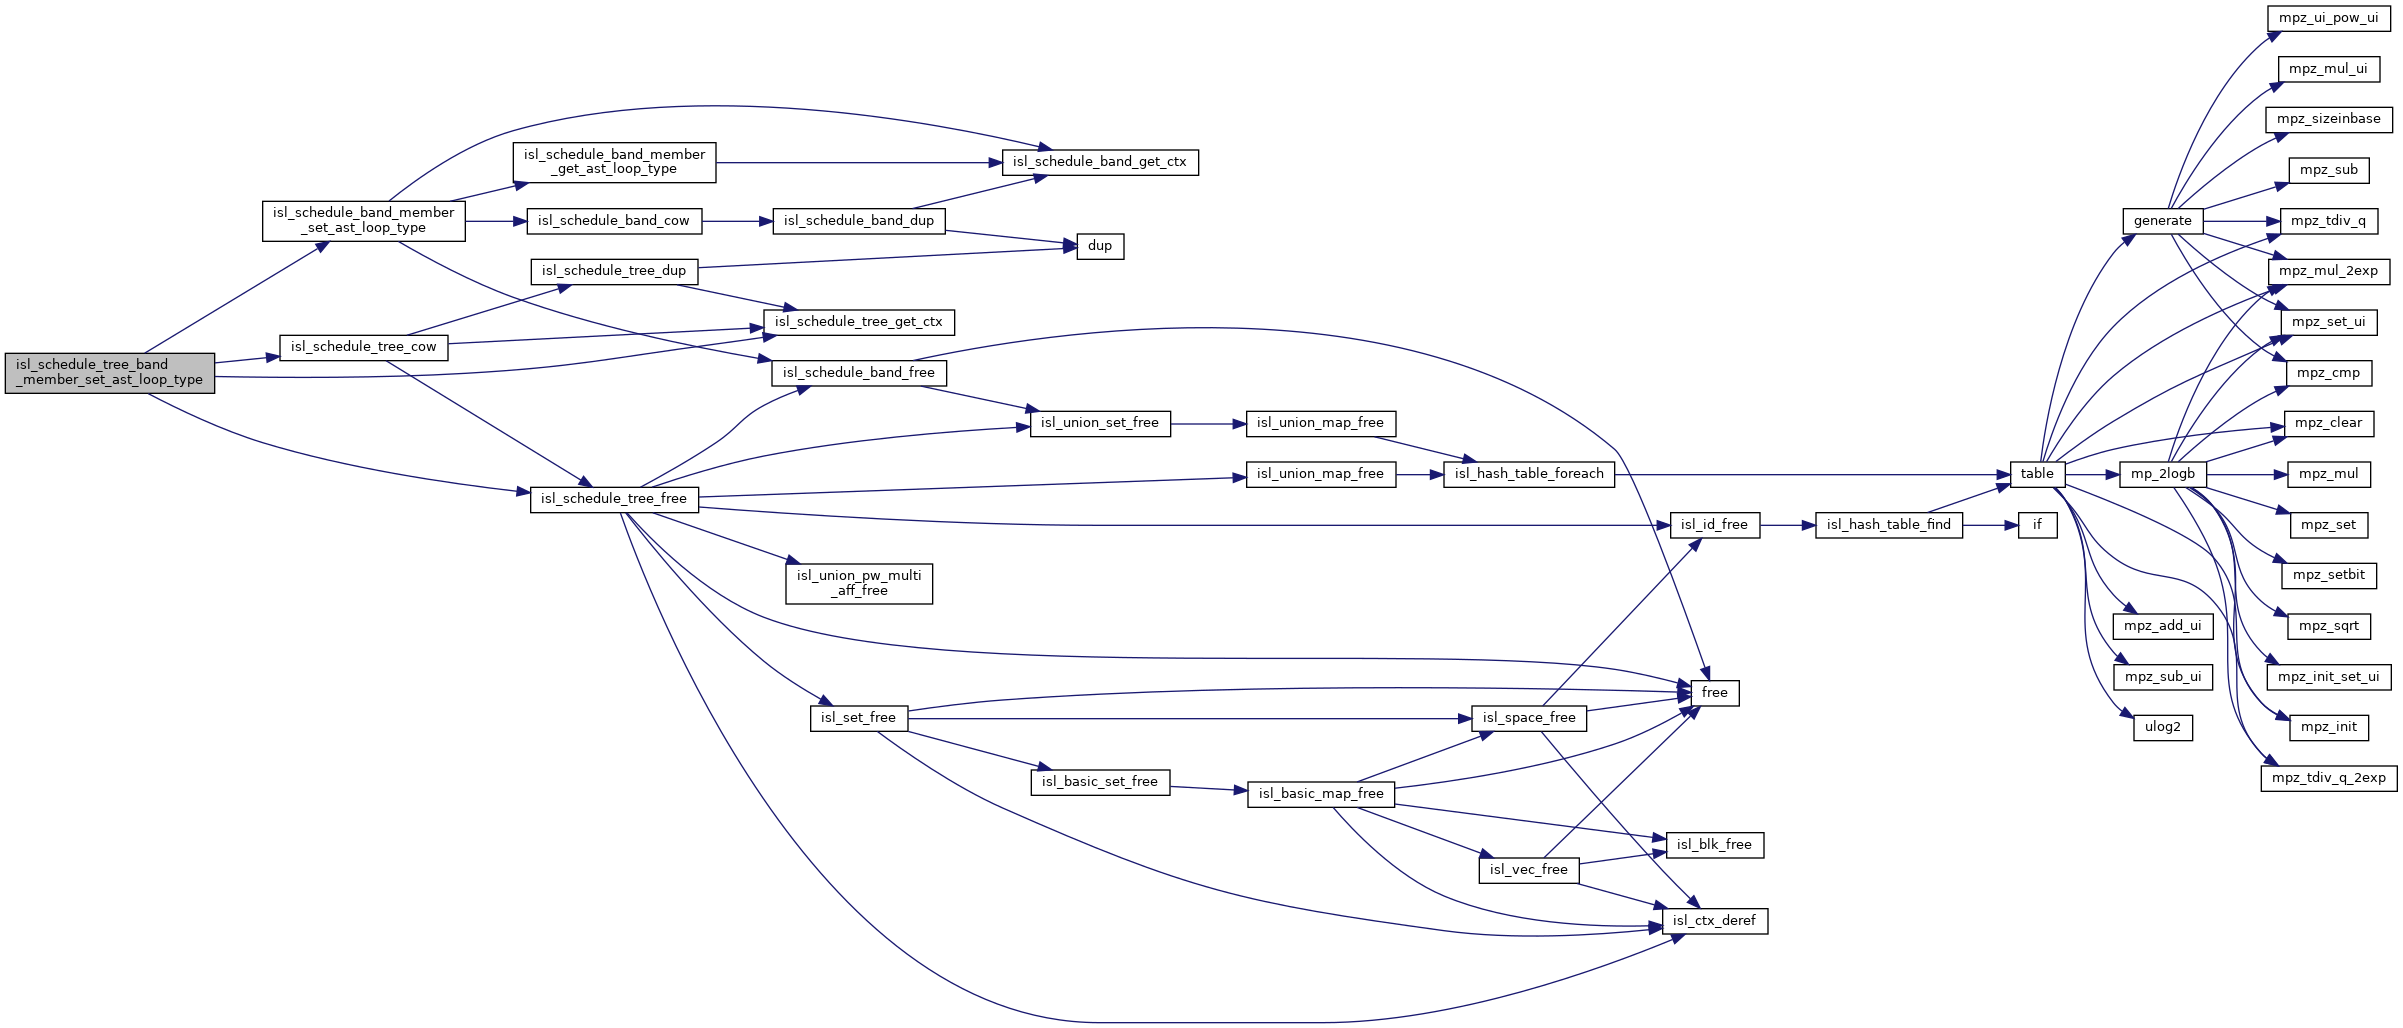 isl_schedule_tree_band
_member_set_ast_loop_type
isl_schedule_band_member
_set_ast_loop_type
isl_schedule_tree_cow
isl_schedule_band_member
_get_ast_loop_type
isl_schedule_band_cow
isl_schedule_tree_dup
isl_schedule_tree_free
isl_schedule_band_dup
isl_schedule_tree_get_ctx
isl_schedule_band_free
isl_union_pw_multi
_aff_free
isl_set_free
isl_schedule_band_get_ctx
dup
isl_union_set_free
isl_basic_set_free
isl_union_map_free
isl_union_map_free
isl_basic_map_free
isl_hash_table_foreach
isl_space_free
isl_vec_free
isl_id_free
free
isl_blk_free
isl_ctx_deref
isl_hash_table_find
table
if
generate
mp_2logb
mpz_add_ui
mpz_sub_ui
ulog2
mpz_ui_pow_ui
mpz_mul_ui
mpz_sizeinbase
mpz_sub
mpz_tdiv_q
mpz_mul_2exp
mpz_set_ui
mpz_cmp
mpz_clear
mpz_mul
mpz_set
mpz_setbit
mpz_sqrt
mpz_init_set_ui
mpz_init
mpz_tdiv_q_2exp